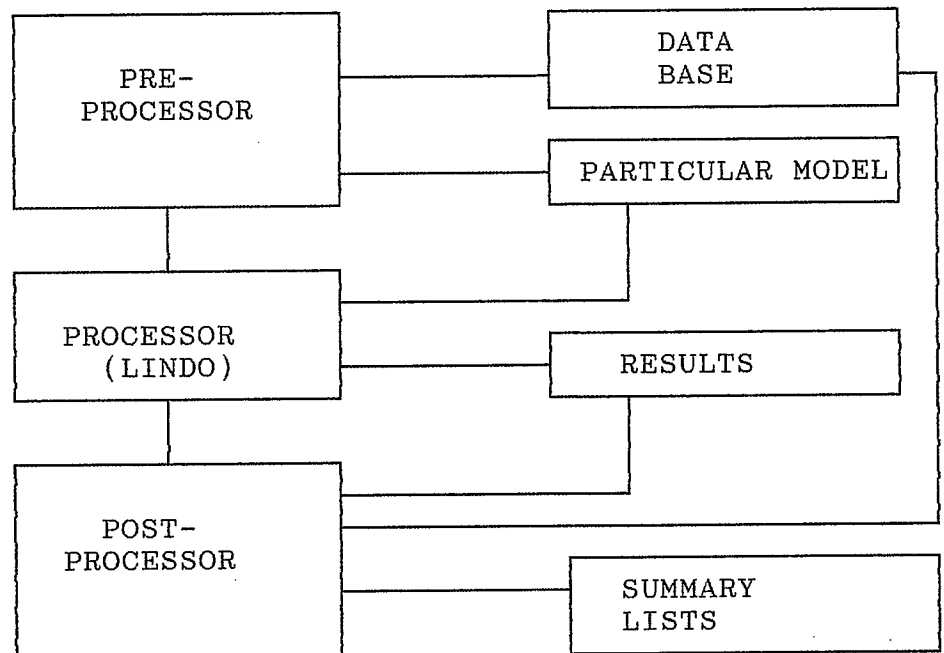 PRE-
PROCESSOR
DATA
BASE
PARTICULAR MODEL
PROCESSOR
(LINDO)
RESULTS
POST-
PROCESSOR
SUMMARY
LISTS